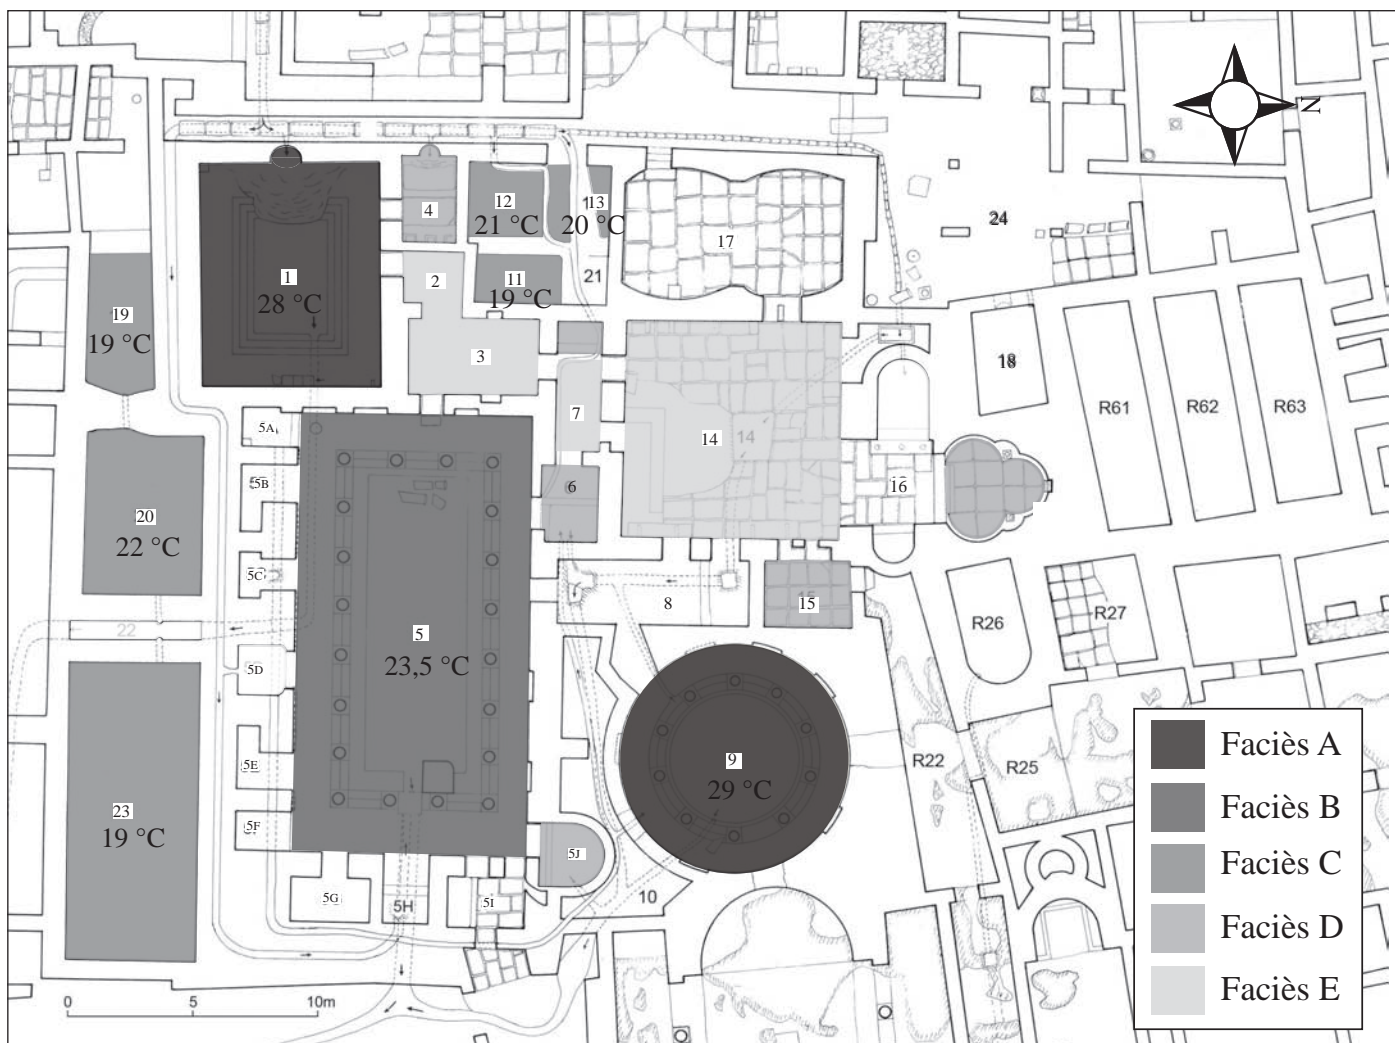 N
12
21 °C
13
20 °C
4
17
24
21
1
28 °C
2
11
19 °C
19
19 °C
3
18
R61
R62
R63
5A
7
14
14
5B
6
16
20
22 °C
5C
8
15
R26
R27
22
5
23,5 °C
5D
9
29 °C
R22
R25
5E
23
19 °C
5F
5J
5G
5H
5I
10
0 5 10m
Faciès A
Faciès B
Faciès C
Faciès D
Faciès E